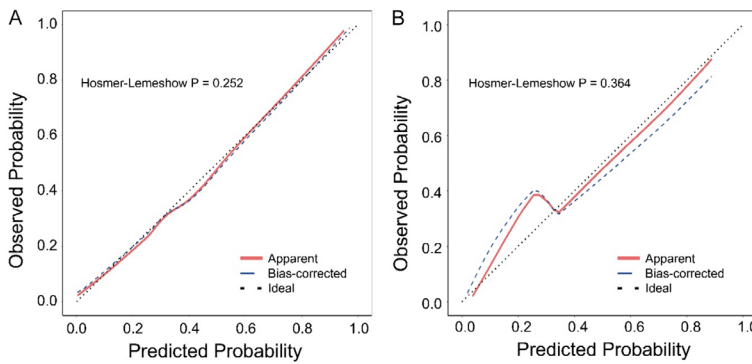 A
Hosmer-Lemeshow P = 0.252
Observed Probability
1.0
0.8
0.6
0.4
0.2
0.0
Apparent
Bias-corrected
Ideal
0.0 0.2 0.4 0.6 0.8 1.0
Predicted Probability
B
Hosmer-Lemeshow P = 0.364
Observed Probability
1.0
0.8
0.6
0.4
0.2
0.0
Apparent
Bias-corrected
Ideal
0.0 0.2 0.4 0.6 0.8 1.0
Predicted Probability